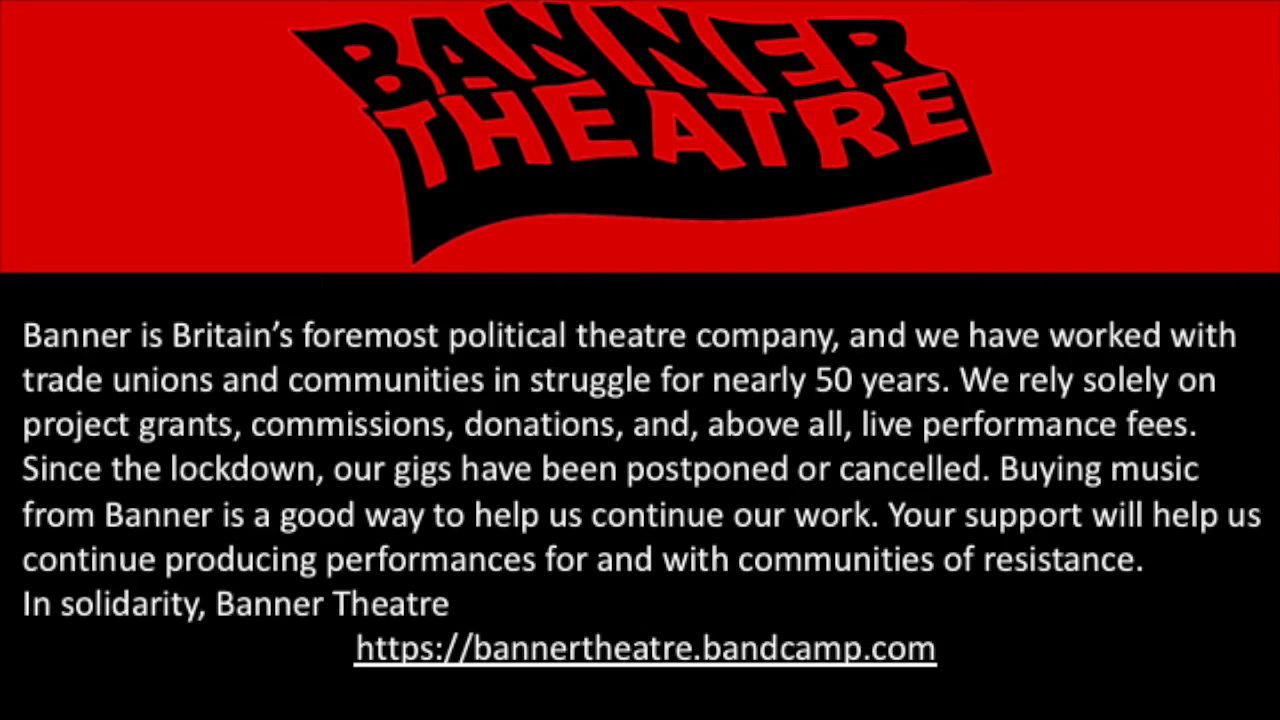 BANNER
THEATRE
Banner is Britain’s foremost political theatre company, and we have worked with
trade unions and communities in struggle for nearly 50 years. We rely solely on
project grants, commissions, donations, and, above all, live performance fees.
Since the lockdown, our gigs have been postponed or cancelled. Buying music
from Banner is a good way to help us continue our work. Your support will help us
continue producing performances for and with communities of resistance.
In solidarity, Banner Theatre
https://bannertheatre.bandcamp.com